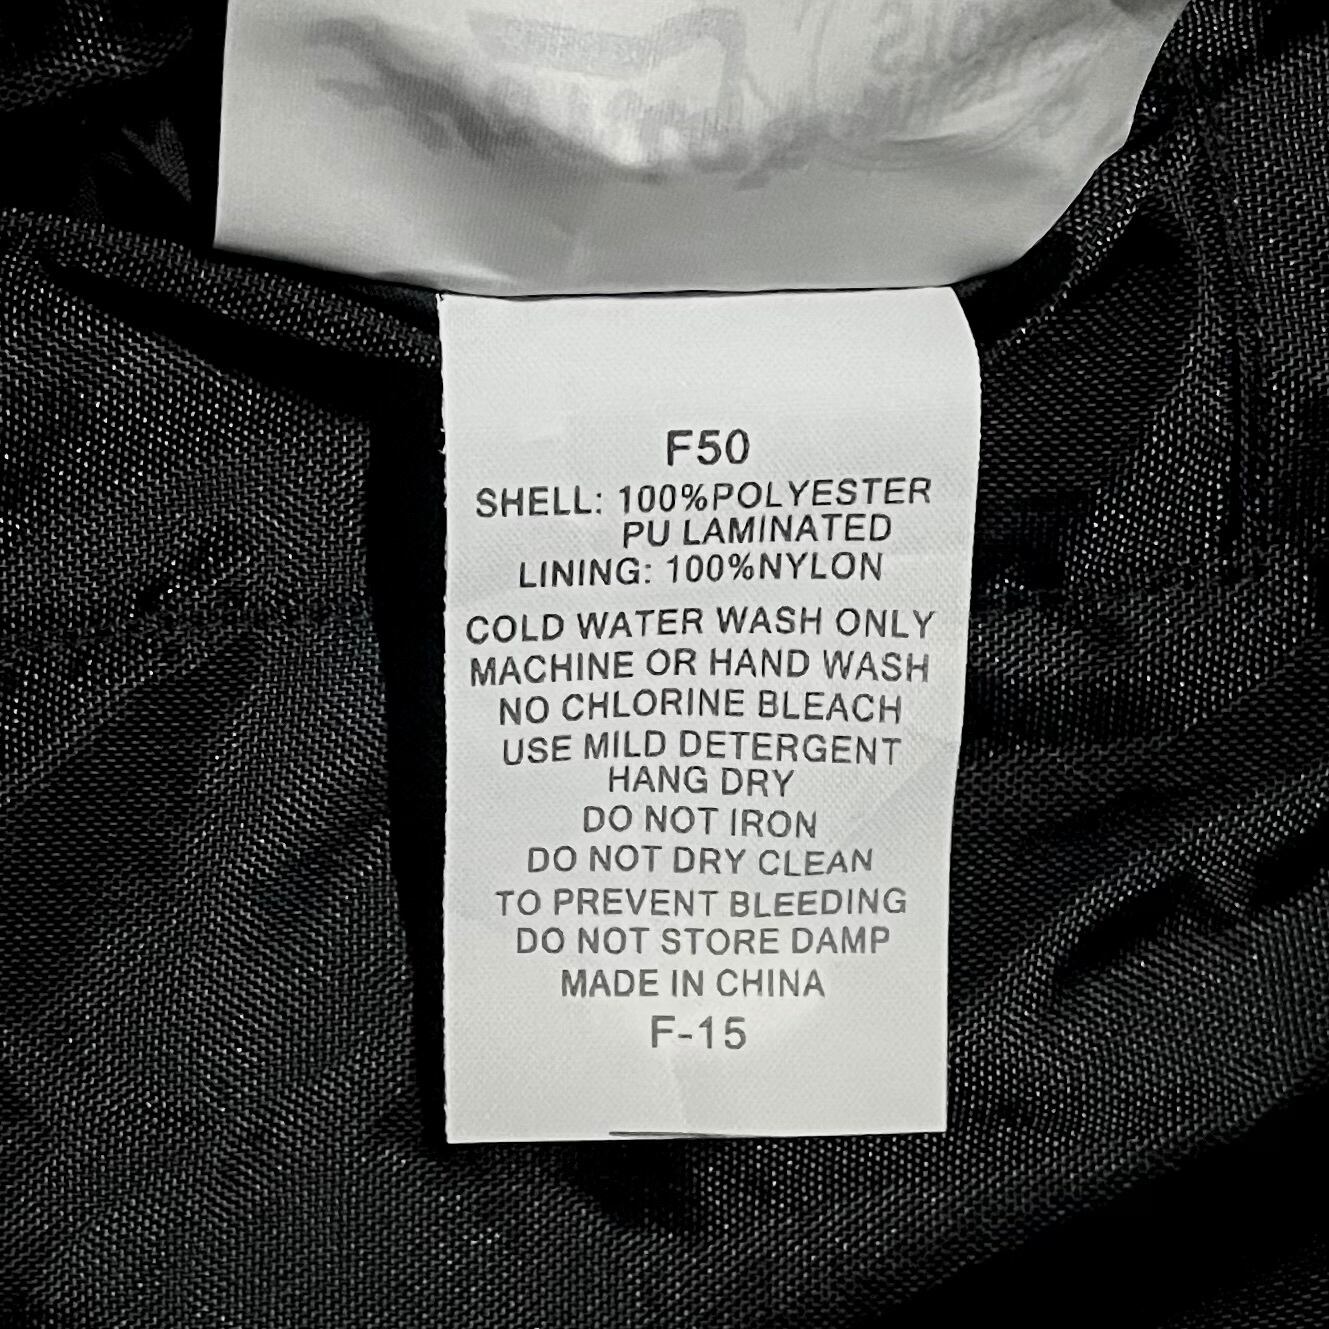 F50
SHELL: 100%POLYESTER
PU LAMINATED
LINING: 100%NYLON
COLD WATER WASH ONLY
MACHINE OR HAND WASH
NO CHLORINE BLEACH
USE MILD DETERGENT
HANG DRY
DO NOT IRON
DO NOT DRY CLEAN
TO PREVENT BLEEDING
DO NOT STORE DAMP
MADE IN CHINA
F-15